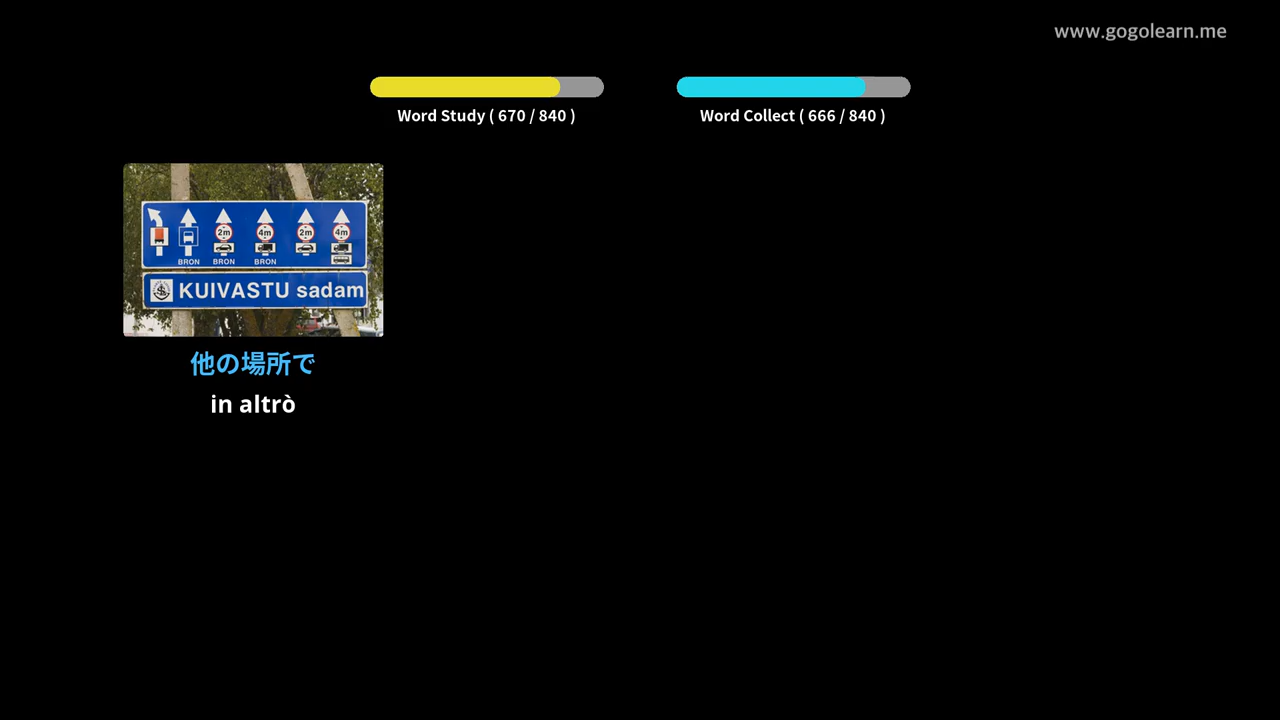 www.gogolearn.me
Word Study ( 670 / 840 )
Word Collect ( 666 / 840 )
2m 4m 2m 4m
BRON BRON BRON
KUIVASTU sadam
他の場所で
in altrò